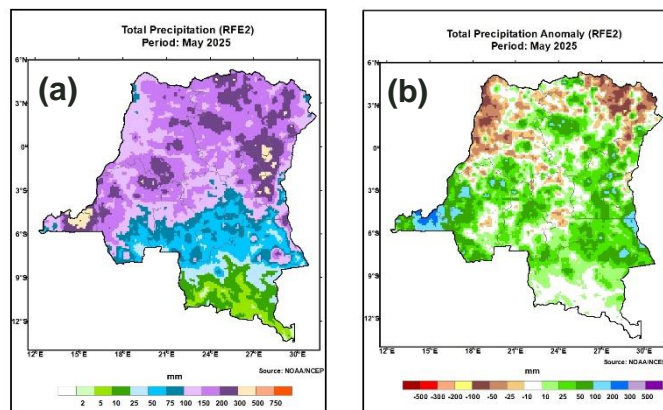 Total Precipitation (RFE2)
Period: May 2025
(a)
6°N
3°N
0°
3°S
6°S
9°S
12°S
12°E 15°E 18°E 21°E 24°E 27°E 30°E
Source: NOAA/NCEP
mm
2 5 10 25 50 75 100 150 200 300 500 750
Total Precipitation Anomaly (RFE2)
Period: May 2025
(b)
6°N
3°N
0°
3°S
6°S
9°S
12°S
12°E 15°E 18°E 21°E 24°E 27°E 30°E
Source: NOAA/NCEP
mm
-500 -300 -200 -100 -50 -25 -10 10 25 50 100 200 300 500